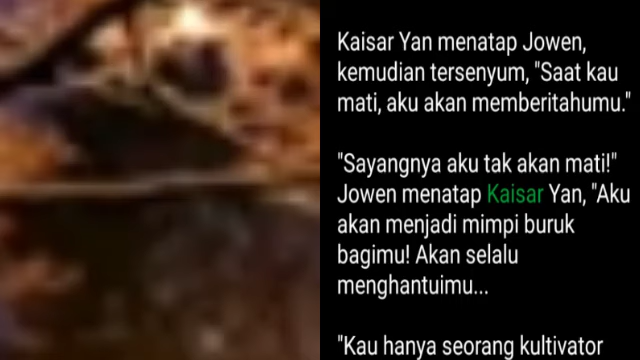 Kaisar Yan menatap Jowen,
kemudian tersenyum, "Saat kau
mati, aku akan memberitahumu."
"Sayangnya aku tak akan mati!"
Jowen menatap Kaisar Yan, "Aku
akan menjadi mimpi buruk
bagimu! Akan selalu
menghantuimu...
"Kau hanya seorang kultivator